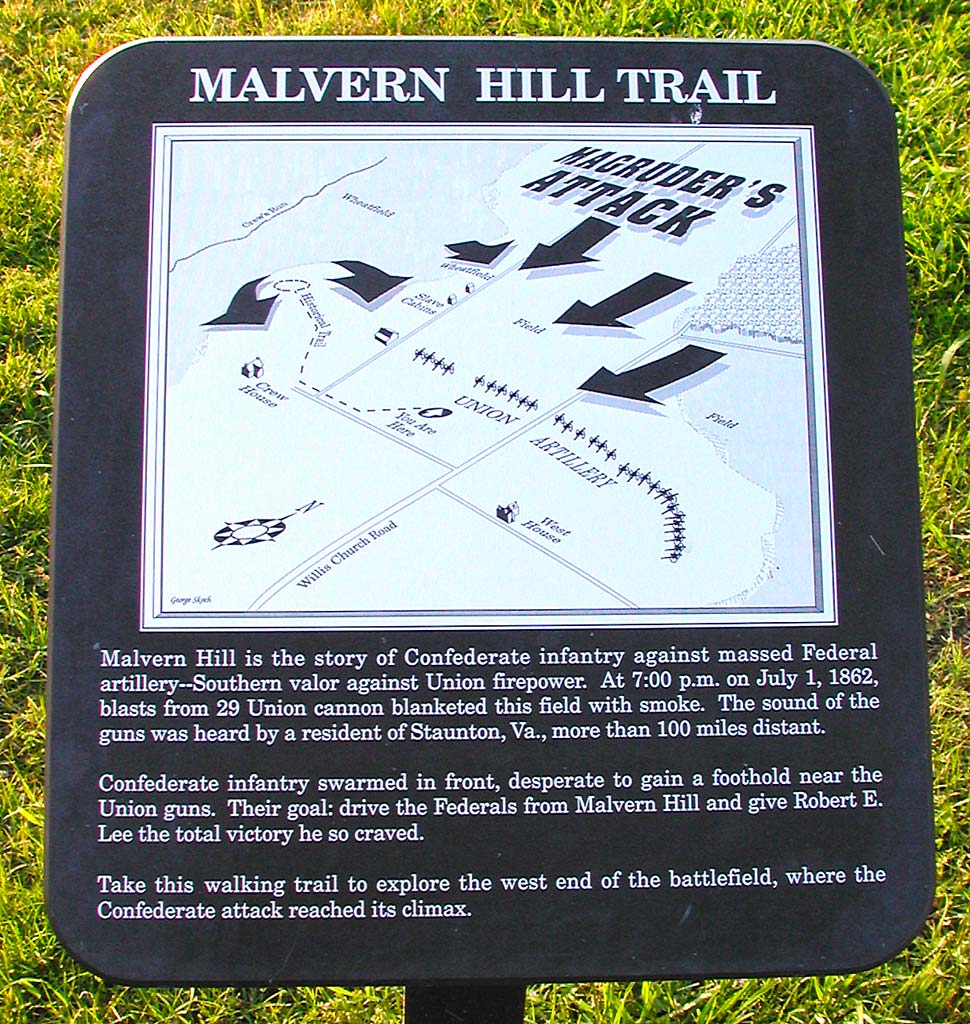 MALVERN HILL TRAIL
MAGRUDER'S
ATTACK
Crew's Run
Wheatfield
Wheatfield
Slave
Cabins
Historical Trail
Field
Crew
House
UNION
ARTILLERY
You Are
Here
Field
N
West
House
Willis Church Road
George Skoch
Malvern Hill is the story of Confederate infantry against massed Federal
artillery--Southern valor against Union firepower. At 7:00 p.m. on July 1, 1862,
blasts from 29 Union cannon blanketed this field with smoke. The sound of the
guns was heard by a resident of Staunton, Va., more than 100 miles distant.
Confederate infantry swarmed in front, desperate to gain a foothold near the
Union guns. Their goal: drive the Federals from Malvern Hill and give Robert E.
Lee the total victory he so craved.
Take this walking trail to explore the west end of the battlefield, where the
Confederate attack reached its climax.